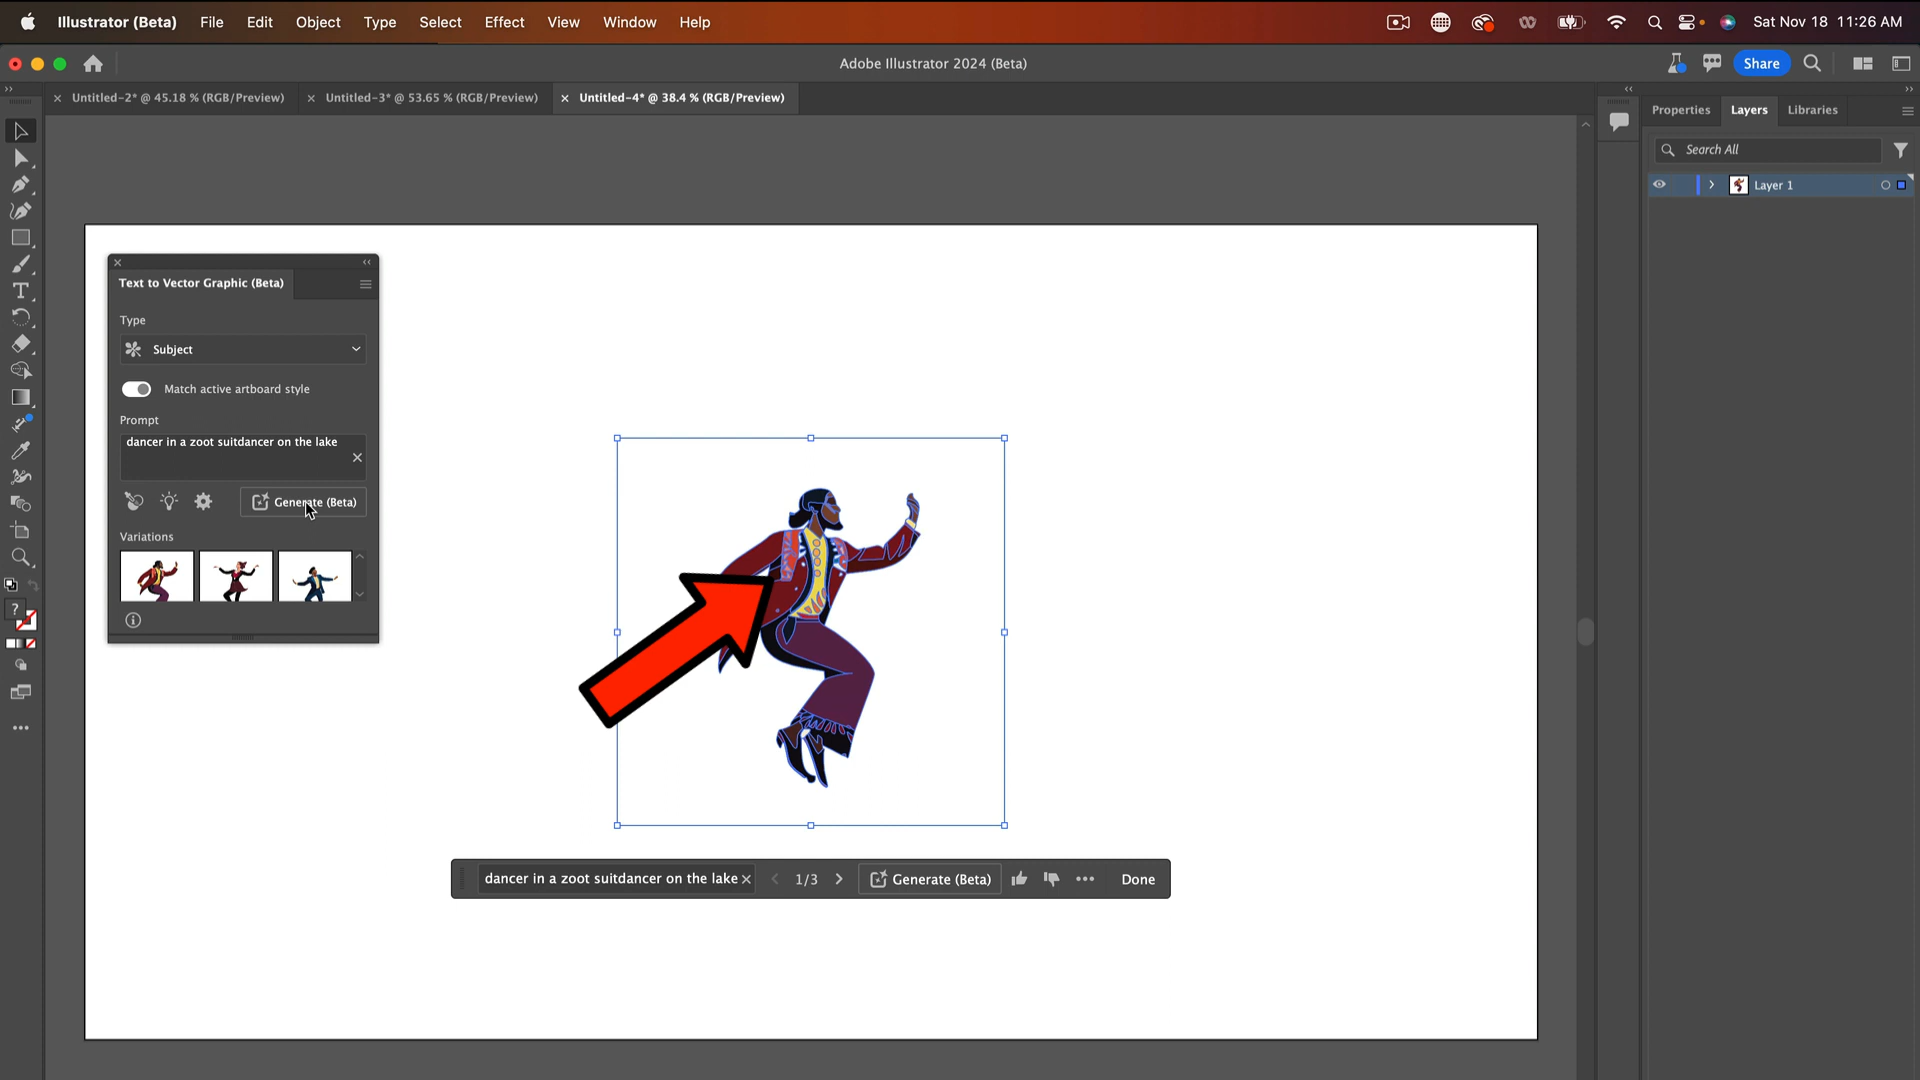 Illustrator (Beta) File Edit Object Type Select Effect View Window Help Sat Nov 18 11:26 AM
Adobe Illustrator 2024 (Beta) Share
Untitled-2* @ 45.18 % (RGB/Preview) Untitled-3* @ 53.65 % (RGB/Preview) Untitled-4* @ 38.4 % (RGB/Preview)
Properties Layers Libraries
Search All
Layer 1
Text to Vector Graphic (Beta)
Type
Subject
Match active artboard style
Prompt
dancer in a zoot suitdancer on the lake
Generate (Beta)
Variations
dancer in a zoot suitdancer on the lake 1/3 Generate (Beta) Done